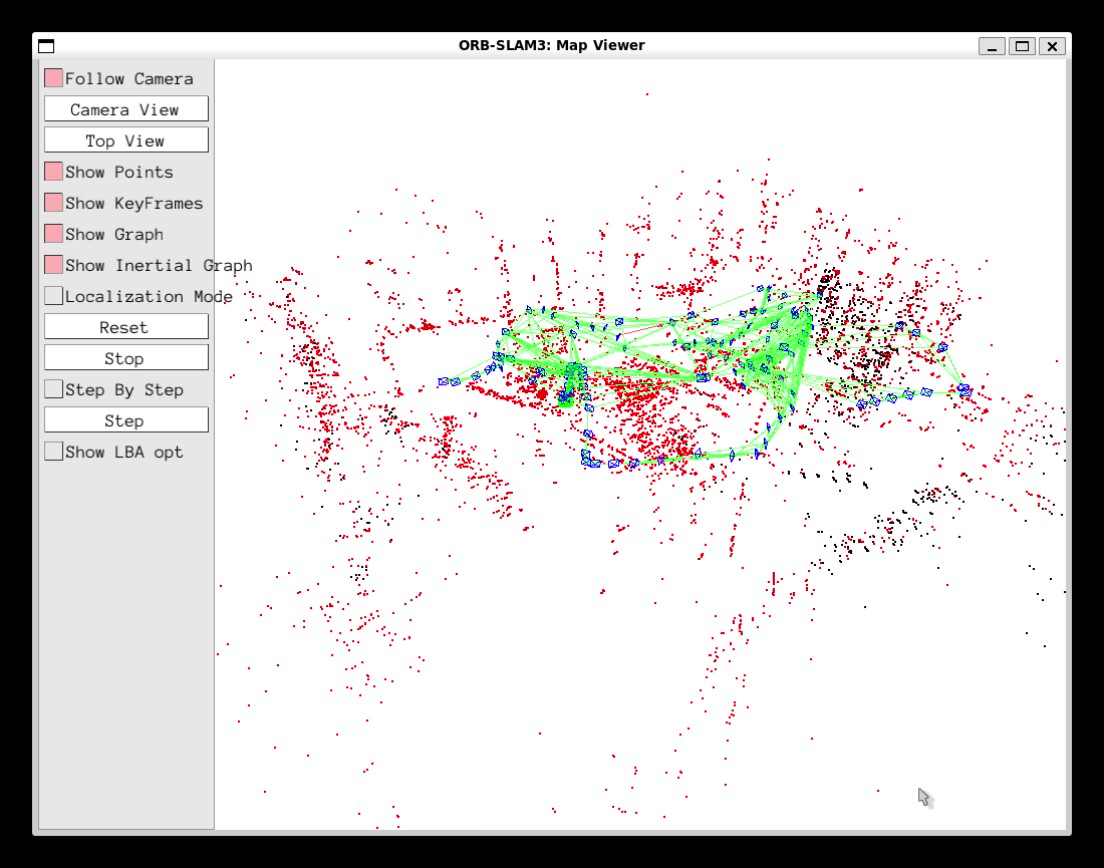 ORB-SLAM3: Map Viewer
Follow Camera
Camera View
Top View
Show Points
Show KeyFrames
Show Graph
Show Inertial Graph
Localization Mode
Reset
Stop
Step By Step
Step
Show LBA opt